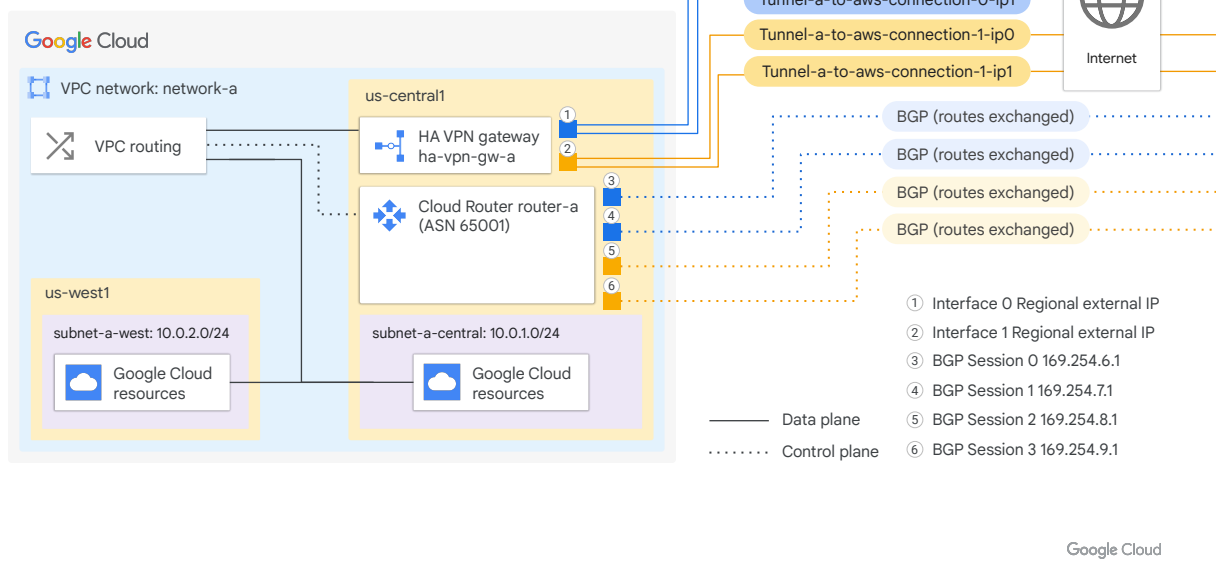 Tunnel-a-to-aws-connection-0-ip1
Google Cloud
Tunnel-a-to-aws-connection-1-ip0
Internet
Tunnel-a-to-aws-connection-1-ip1
VPC network: network-a
us-central1
VPC routing
HA VPN gateway
ha-vpn-gw-a
1
2
BGP (routes exchanged)
BGP (routes exchanged)
BGP (routes exchanged)
BGP (routes exchanged)
Cloud Router router-a
(ASN 65001)
3
4
5
6
us-west1
subnet-a-west: 10.0.2.0/24
Google Cloud
resources
subnet-a-central: 10.0.1.0/24
Google Cloud
resources
Data plane
Control plane
1 Interface 0 Regional external IP
2 Interface 1 Regional external IP
3 BGP Session 0 169.254.6.1
4 BGP Session 1 169.254.7.1
5 BGP Session 2 169.254.8.1
6 BGP Session 3 169.254.9.1
Google Cloud